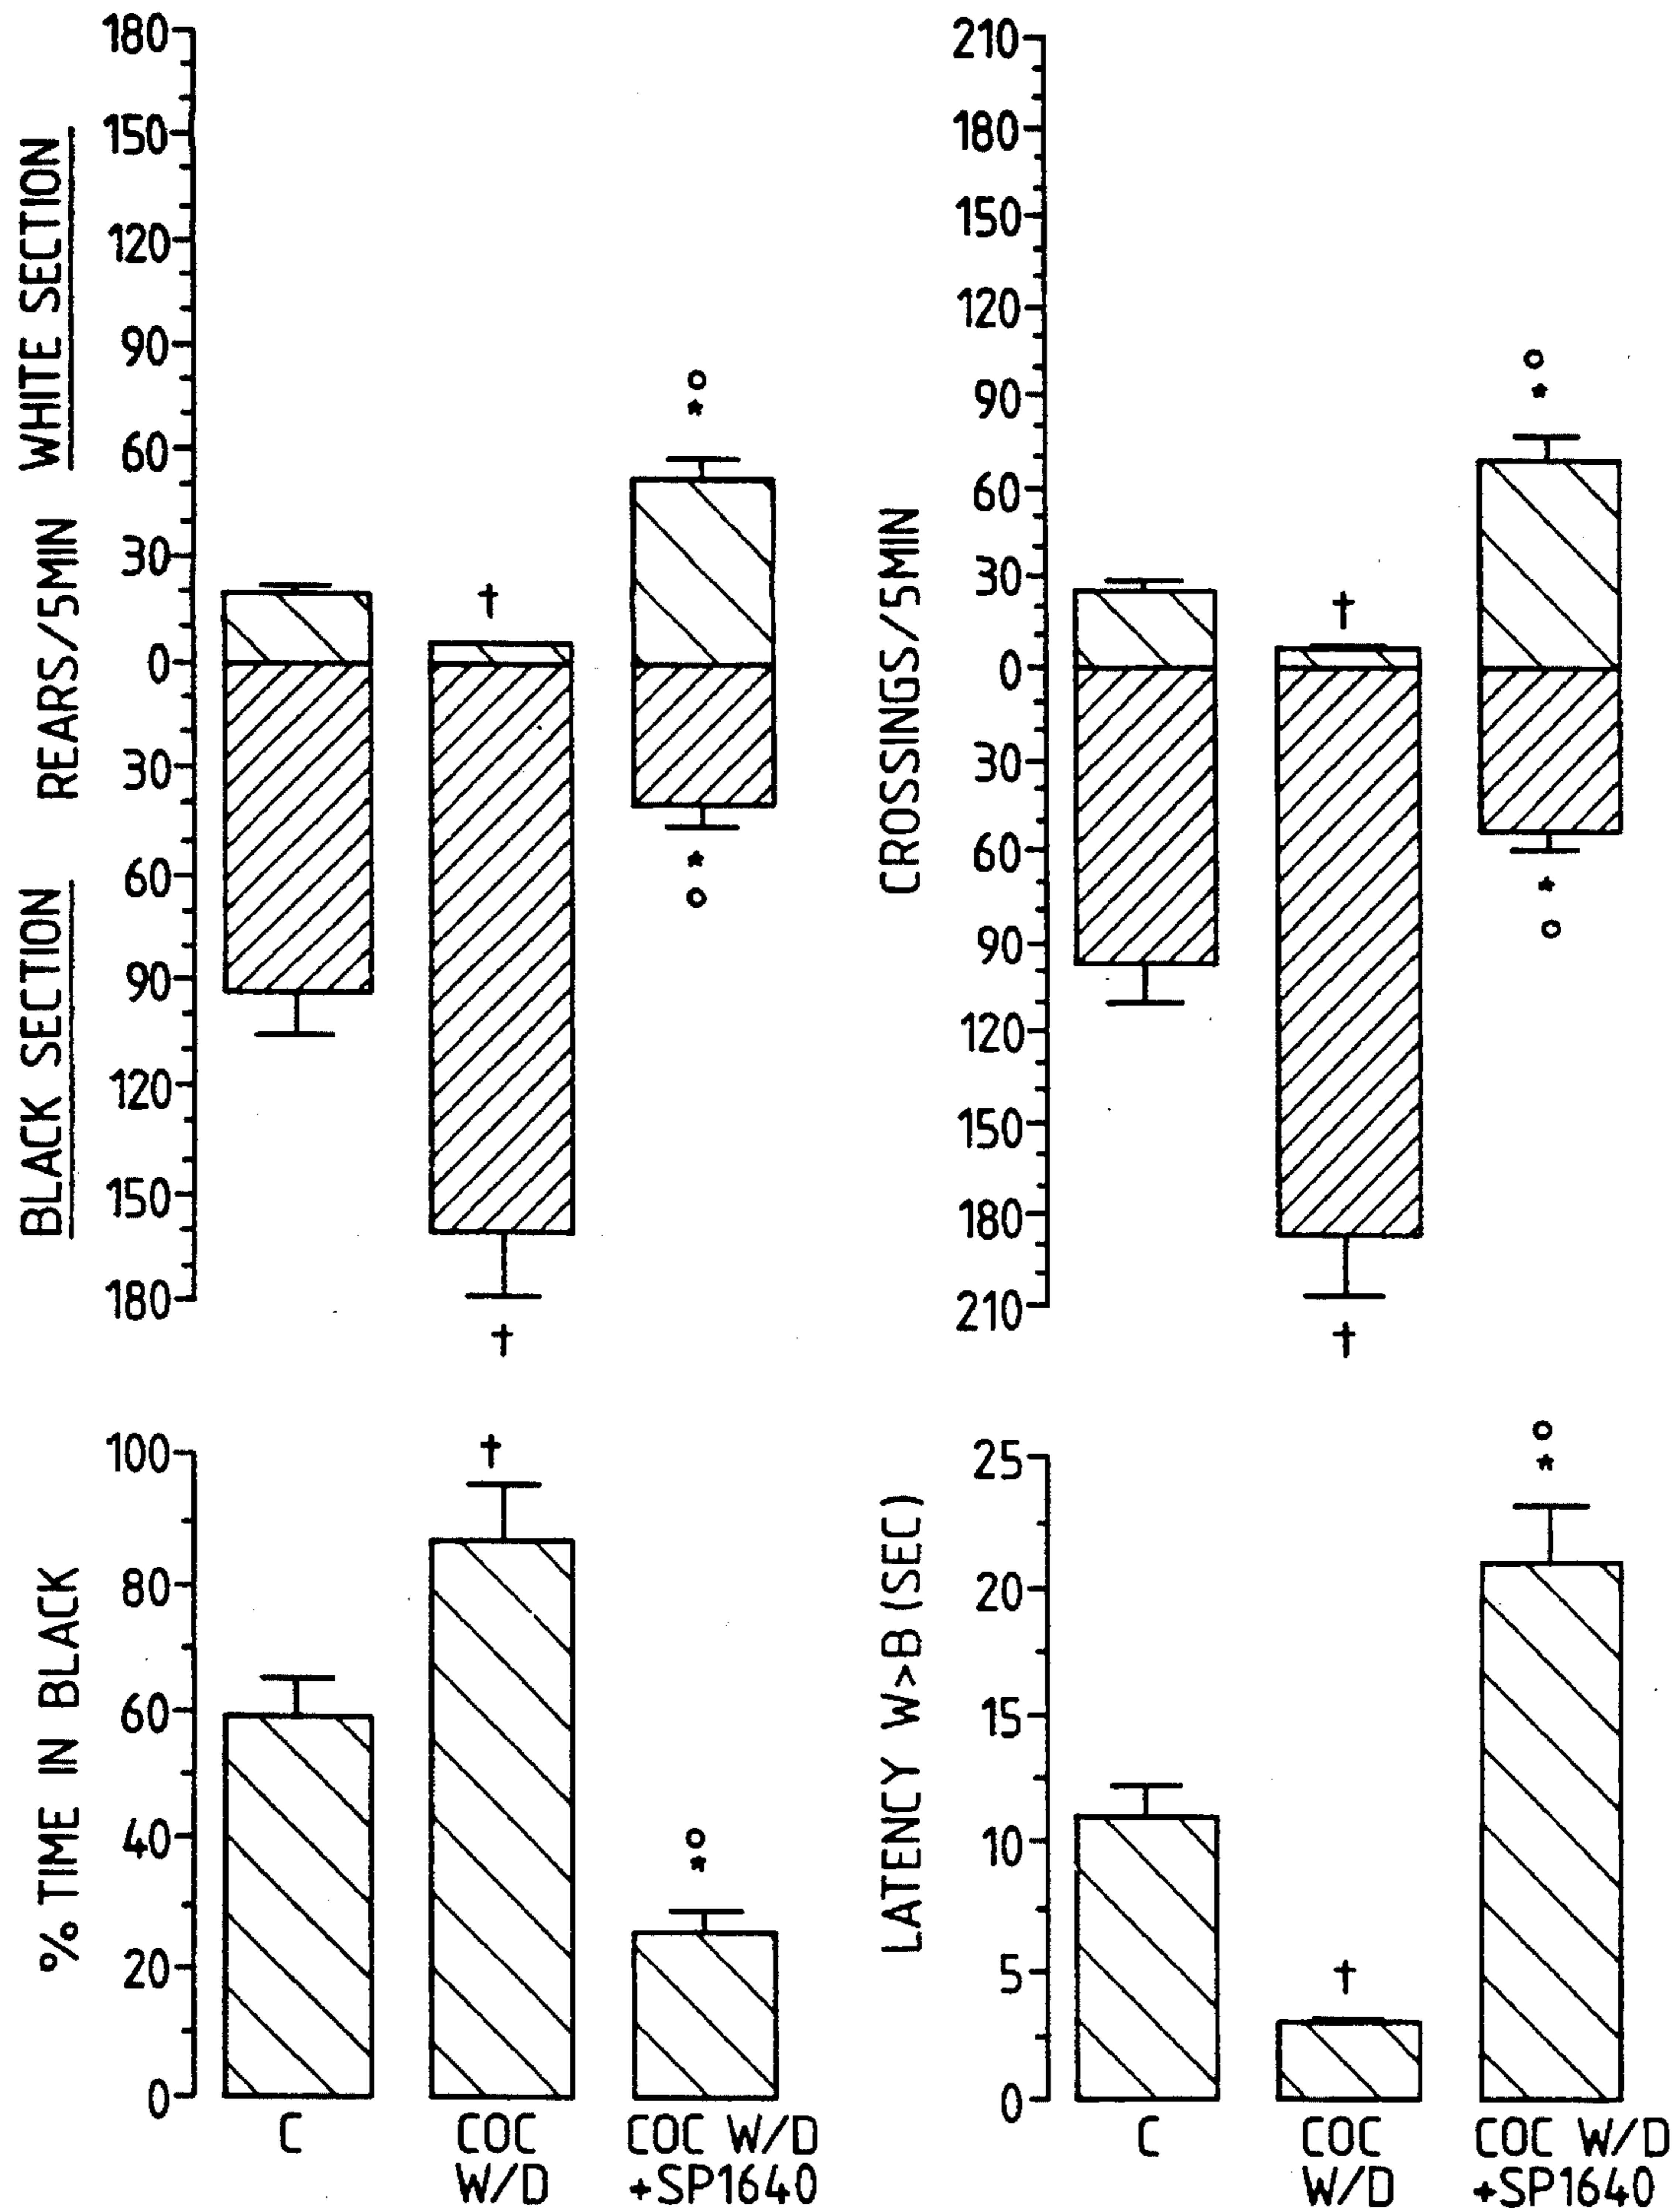 WHITE SECTION
REARS/5MIN
BLACK SECTION
180
150
120
90
60
30
0
30
60
90
120
150
180
o
*
†
*
o
†
CROSSINGS/5MIN
210
180
150
120
90
60
30
0
30
60
90
120
150
180
210
o
*
†
*
o
†
% TIME IN BLACK
100
80
60
40
20
0
†
o
*
C
COC
W/D
COC W/D
+SP1640
LATENCY W>B (SEC)
25
20
15
10
5
0
o
*
†
C
COC
W/D
COC W/D
+SP1640